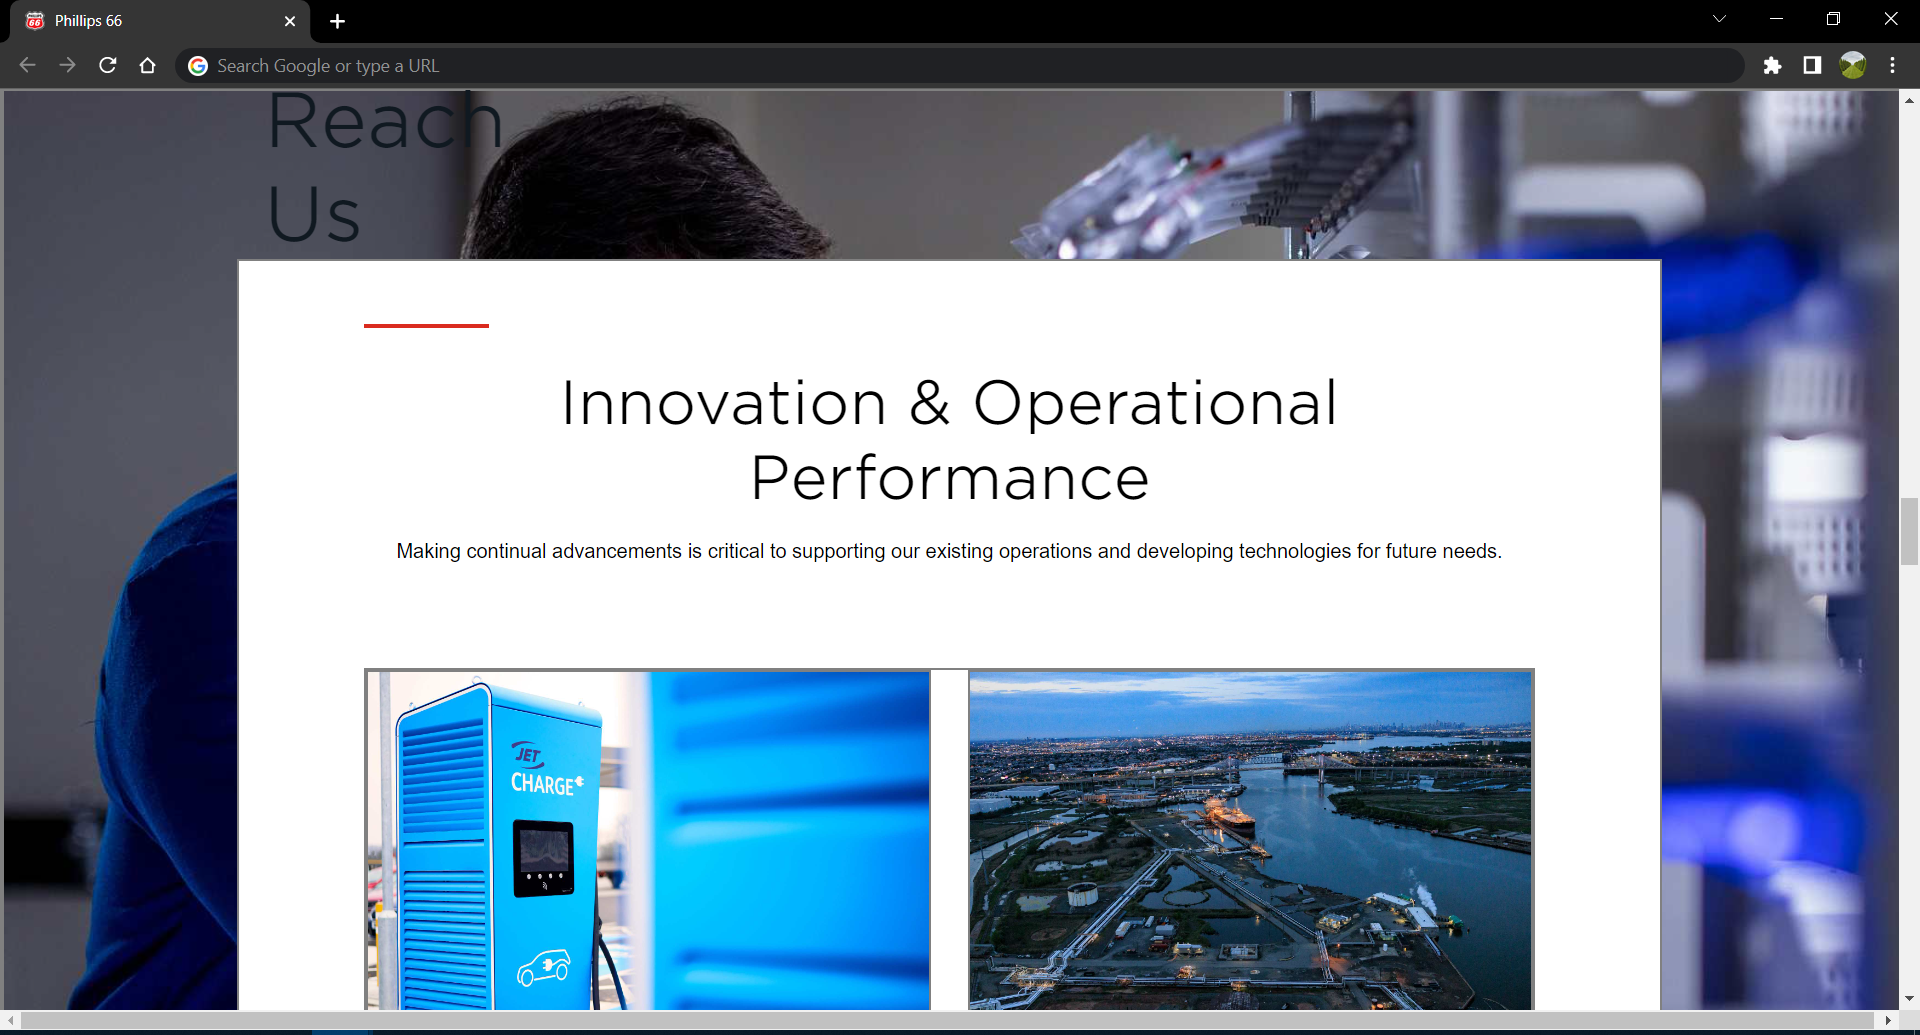 Phillips 66
Search Google or type a URL
Reach
Us
Innovation & Operational
Performance
Making continual advancements is critical to supporting our existing operations and developing technologies for future needs.
JET
CHARGE